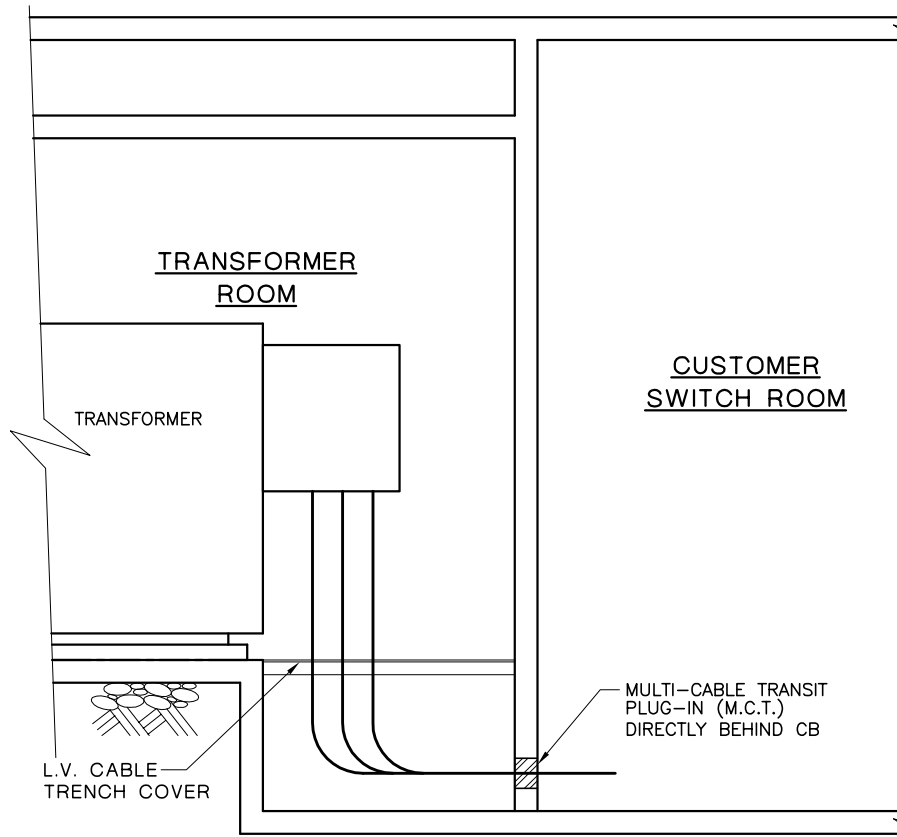 TRANSFORMER
ROOM
CUSTOMER
SWITCH ROOM
TRANSFORMER
MULTI-CABLE TRANSIT
PLUG-IN (M.C.T.)
DIRECTLY BEHIND CB
L.V. CABLE
TRENCH COVER